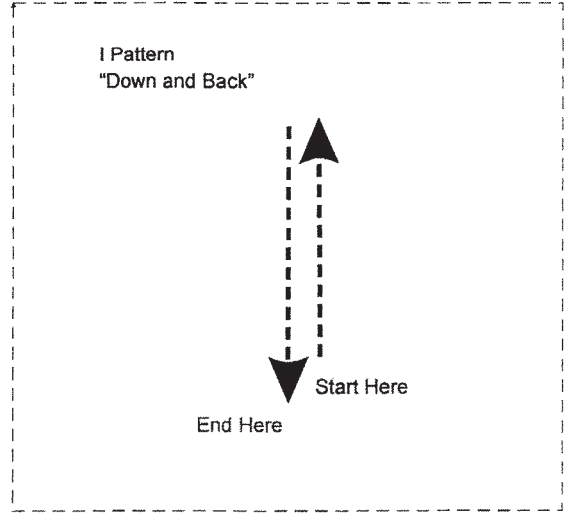 I Pattern
“Down and Back”
Start Here
End Here